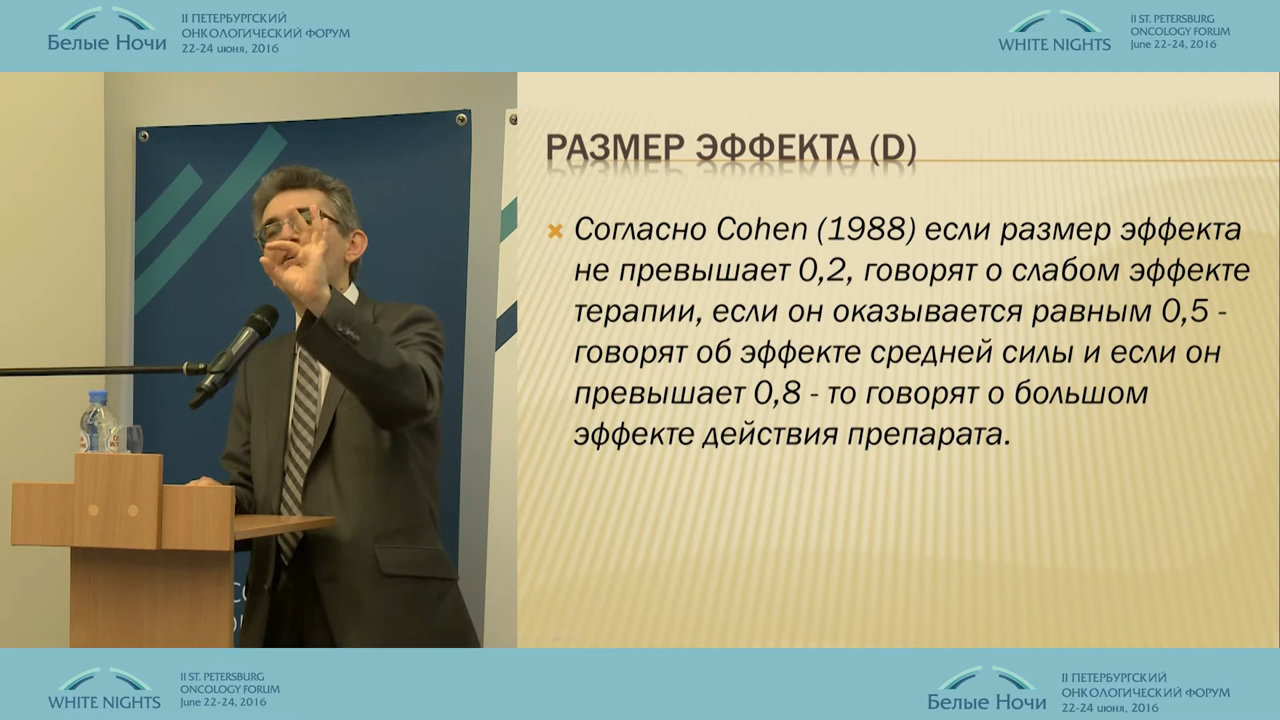 Белые Ночи
II ПЕТЕРБУРГСКИЙ
ОНКОЛОГИЧЕСКИЙ ФОРУМ
22-24 июня, 2016
WHITE NIGHTS
II ST. PETERSBURG
ONCOLOGY FORUM
June 22-24, 2016
РАЗМЕР ЭФФЕКТА (D)
Согласно Cohen (1988) если размер эффекта
не превышает 0,2, говорят о слабом эффекте
терапии, если он оказывается равным 0,5 -
говорят об эффекте средней силы и если он
превышает 0,8 - то говорят о большом
эффекте действия препарата.
WHITE NIGHTS
II ST. PETERSBURG
ONCOLOGY FORUM
June 22-24, 2016
Белые Ночи
II ПЕТЕРБУРГСКИЙ
ОНКОЛОГИЧЕСКИЙ ФОРУМ
22-24 июня, 2016